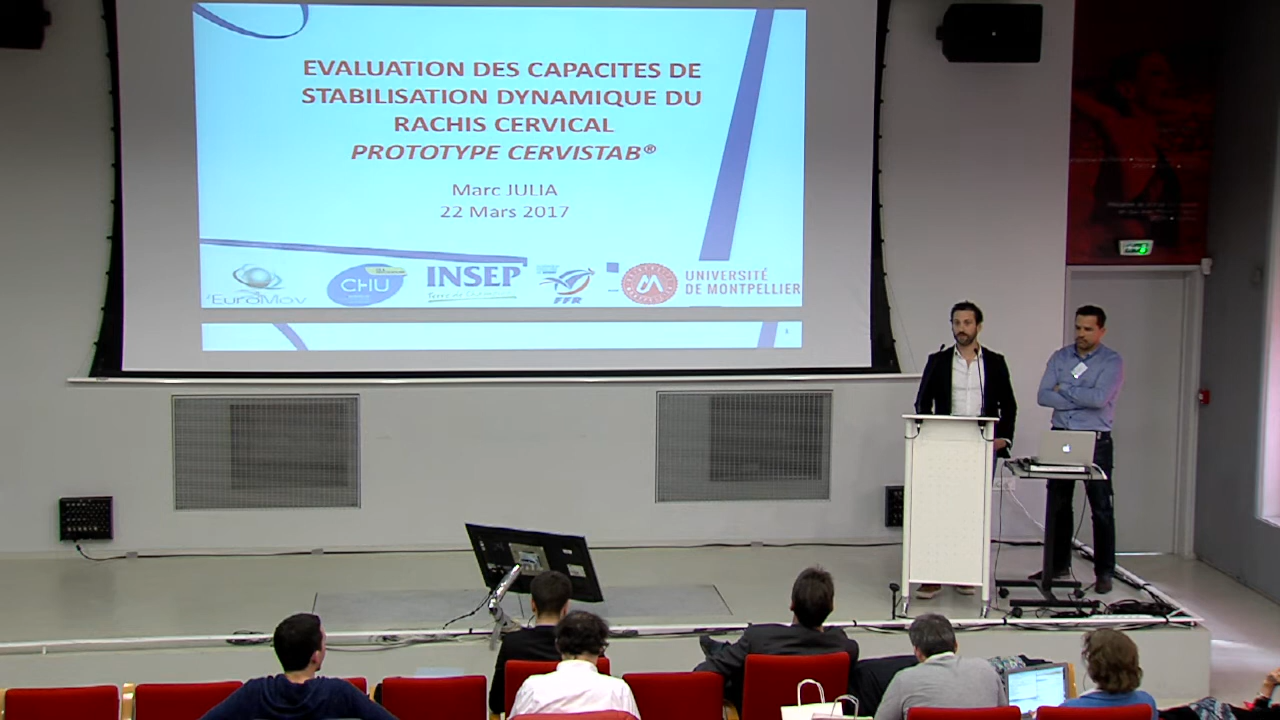 EVALUATION DES CAPACITES DE
STABILISATION DYNAMIQUE DU
RACHIS CERVICAL
PROTOTYPE CERVISTAB®
Marc JULIA
22 Mars 2017
EuroMov
CHU
INSEP
FFR
M
UNIVERSITÉ
DE MONTPELLIER